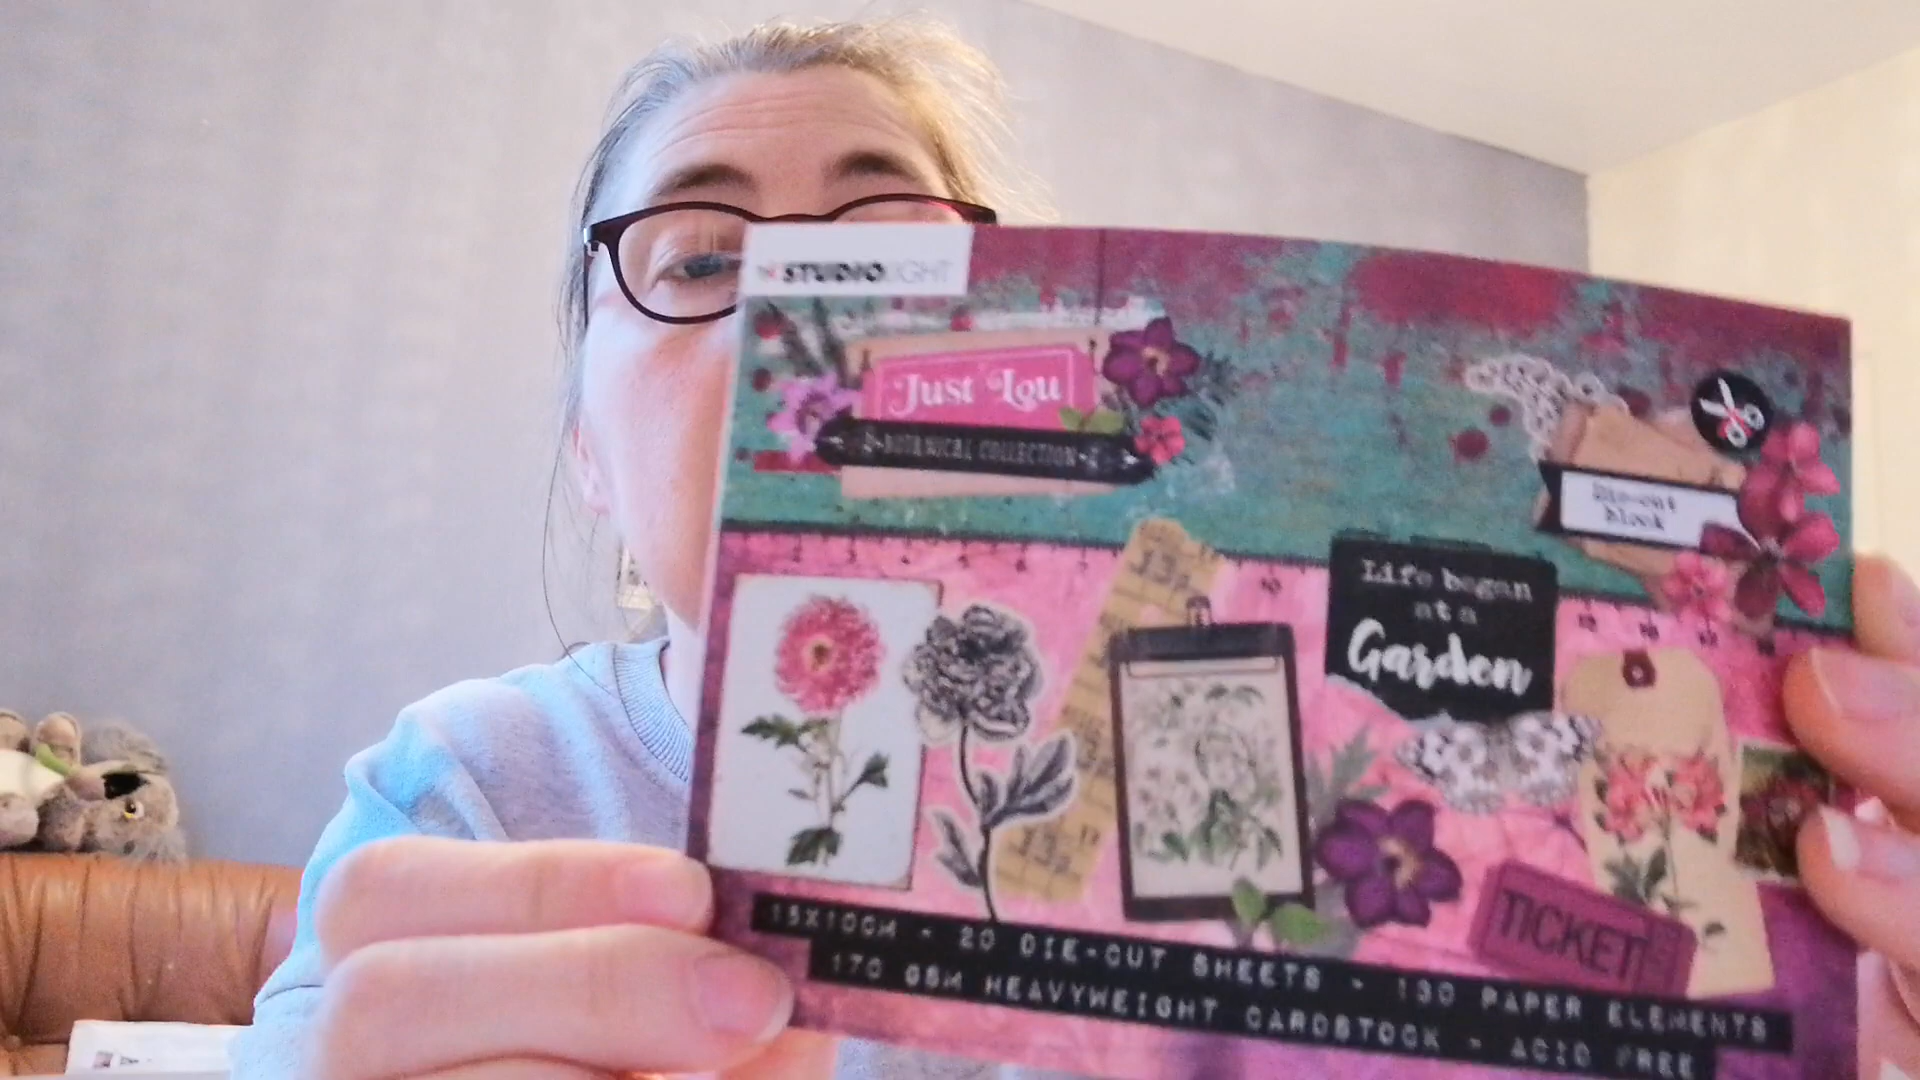 STUDIOLIGHT
Just Lou
BOTANICAL COLLECTION
Die-cut
block
Life began
at a
Garden
13
TICKET
15X10CM - 20 DIE-CUT SHEETS - 130 PAPER ELEMENTS
170 GSM HEAVYWEIGHT CARDSTOCK - ACID FREE